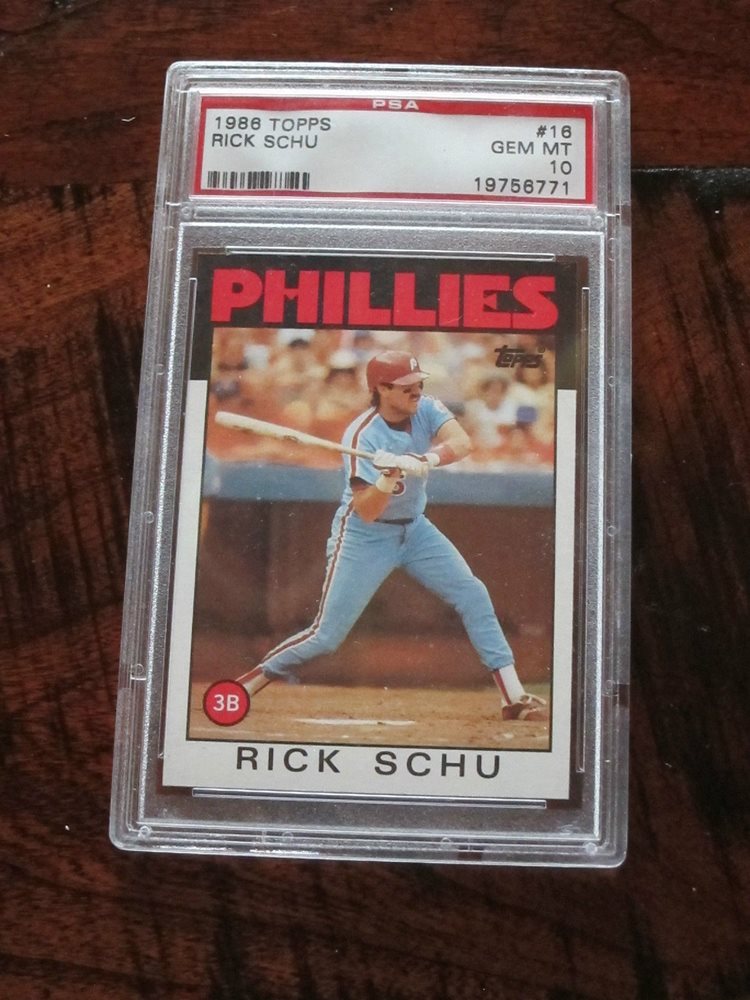 PSA
1986 TOPPS #16
RICK SCHU GEM MT
10
19756771
PHILLIES
Topps
P
3B
RICK SCHU